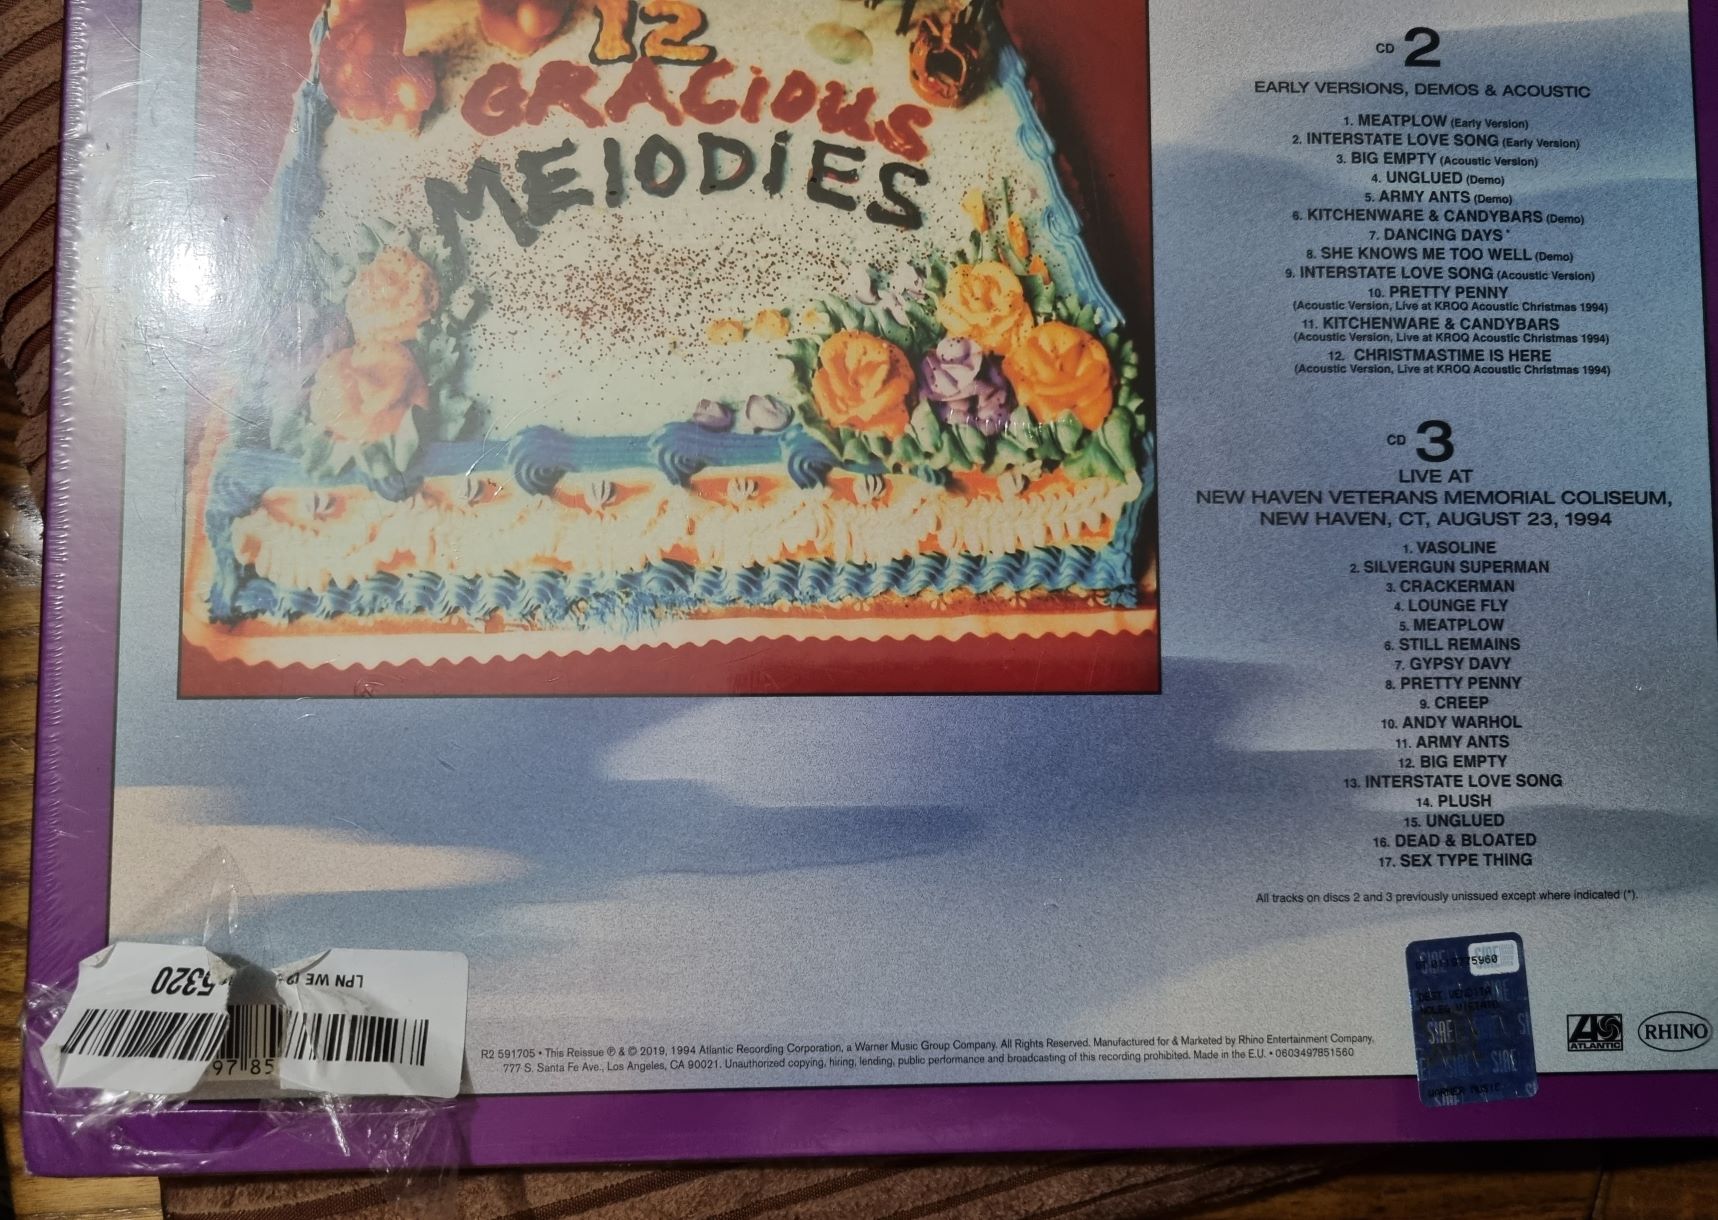 12
GRACIOUS
MELODIES
CD 2
EARLY VERSIONS, DEMOS & ACOUSTIC
1. MEATPLOW (Early Version)
2. INTERSTATE LOVE SONG (Early Version)
3. BIG EMPTY (Acoustic Version)
4. UNGLUED (Demo)
5. ARMY ANTS (Demo)
6. KITCHENWARE & CANDYBARS (Demo)
7. DANCING DAYS*
8. SHE KNOWS ME TOO WELL (Demo)
9. INTERSTATE LOVE SONG (Acoustic Version)
10. PRETTY PENNY
(Acoustic Version, Live at KROQ Acoustic Christmas 1994)
11. KITCHENWARE & CANDYBARS
(Acoustic Version, Live at KROQ Acoustic Christmas 1994)
12. CHRISTMASTIME IS HERE
(Acoustic Version, Live at KROQ Acoustic Christmas 1994)
CD 3
LIVE AT
NEW HAVEN VETERANS MEMORIAL COLISEUM,
NEW HAVEN, CT, AUGUST 23, 1994
1. VASOLINE
2. SILVERGUN SUPERMAN
3. CRACKERMAN
4. LOUNGE FLY
5. MEATPLOW
6. STILL REMAINS
7. GYPSY DAVY
8. PRETTY PENNY
9. CREEP
10. ANDY WARHOL
11. ARMY ANTS
12. BIG EMPTY
13. INTERSTATE LOVE SONG
14. PLUSH
15. UNGLUED
16. DEAD & BLOATED
17. SEX TYPE THING
All tracks on discs 2 and 3 previously unissued except where indicated (*).
LPN WE
5320
97 85
R2 591705 • This Reissue ℗ & © 2019, 1994 Atlantic Recording Corporation, a Warner Music Group Company. All Rights Reserved. Manufactured for & Marketed by Rhino Entertainment Company,
777 S. Santa Fe Ave., Los Angeles, CA 90021. Unauthorized copying, hiring, lending, public performance and broadcasting of this recording prohibited. Made in the E.U. • 0603497851560
SIAE
WARNER MUSIC
ATLANTIC
RHINO